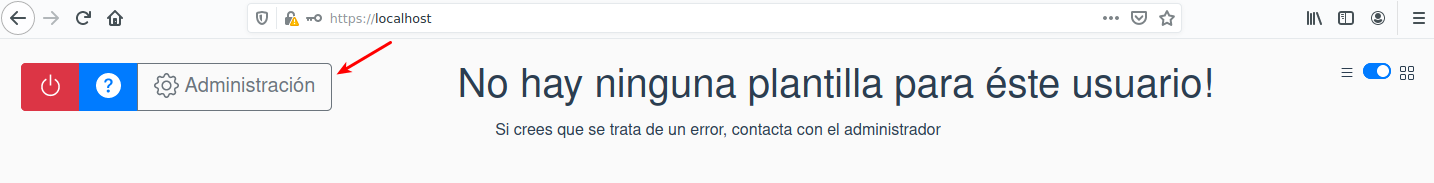 https://localhost
Administración
No hay ninguna plantilla para éste usuario!
Si crees que se trata de un error, contacta con el administrador